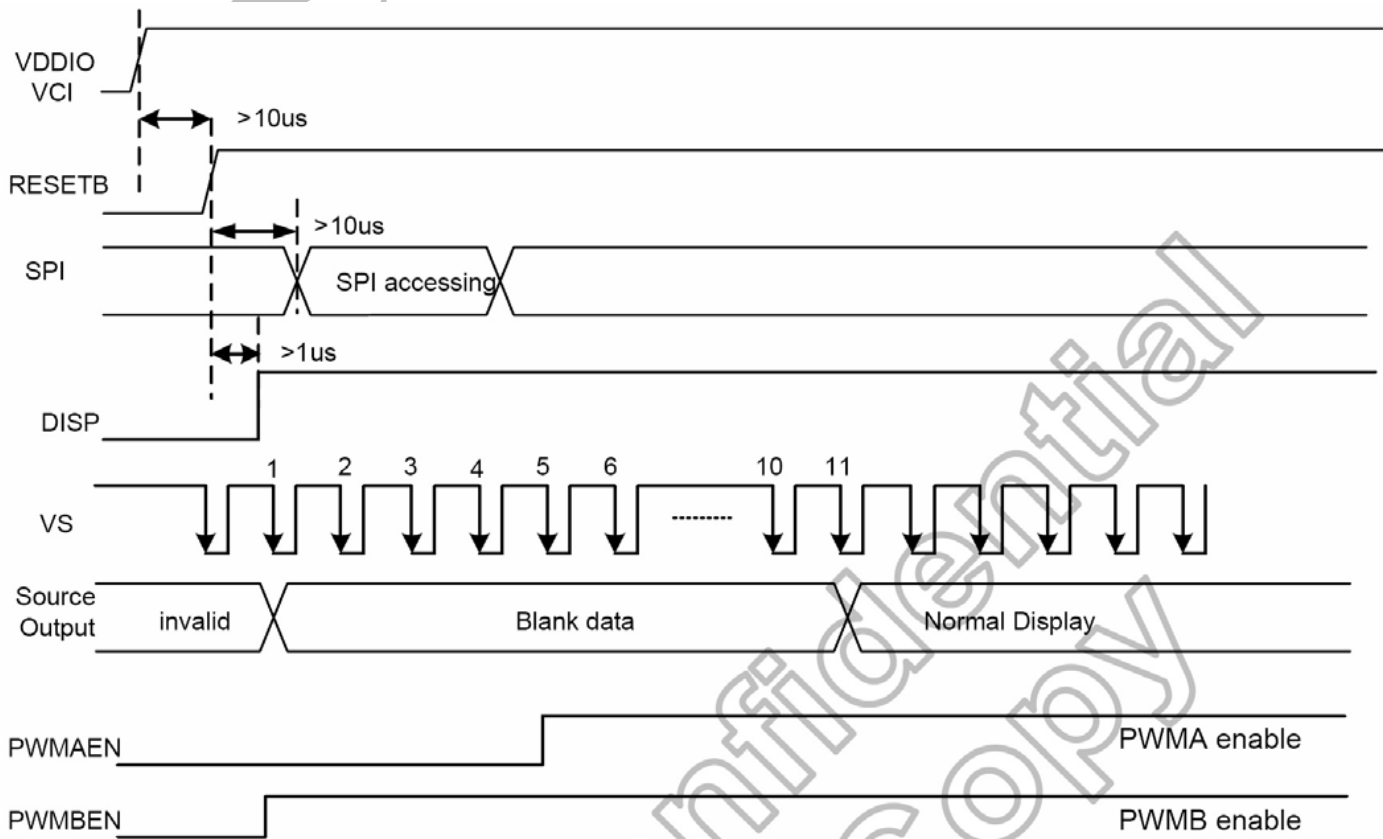 VDDIO
VCI
>10us
RESETB
>10us
SPI
SPI accessing
>1us
DISP
1 2 3 4 5 6 10 11
VS
Source
Output
invalid
Blank data
Normal Display
PWMAEN
PWMA enable
PWMBEN
PWMB enable
nfidential
copy